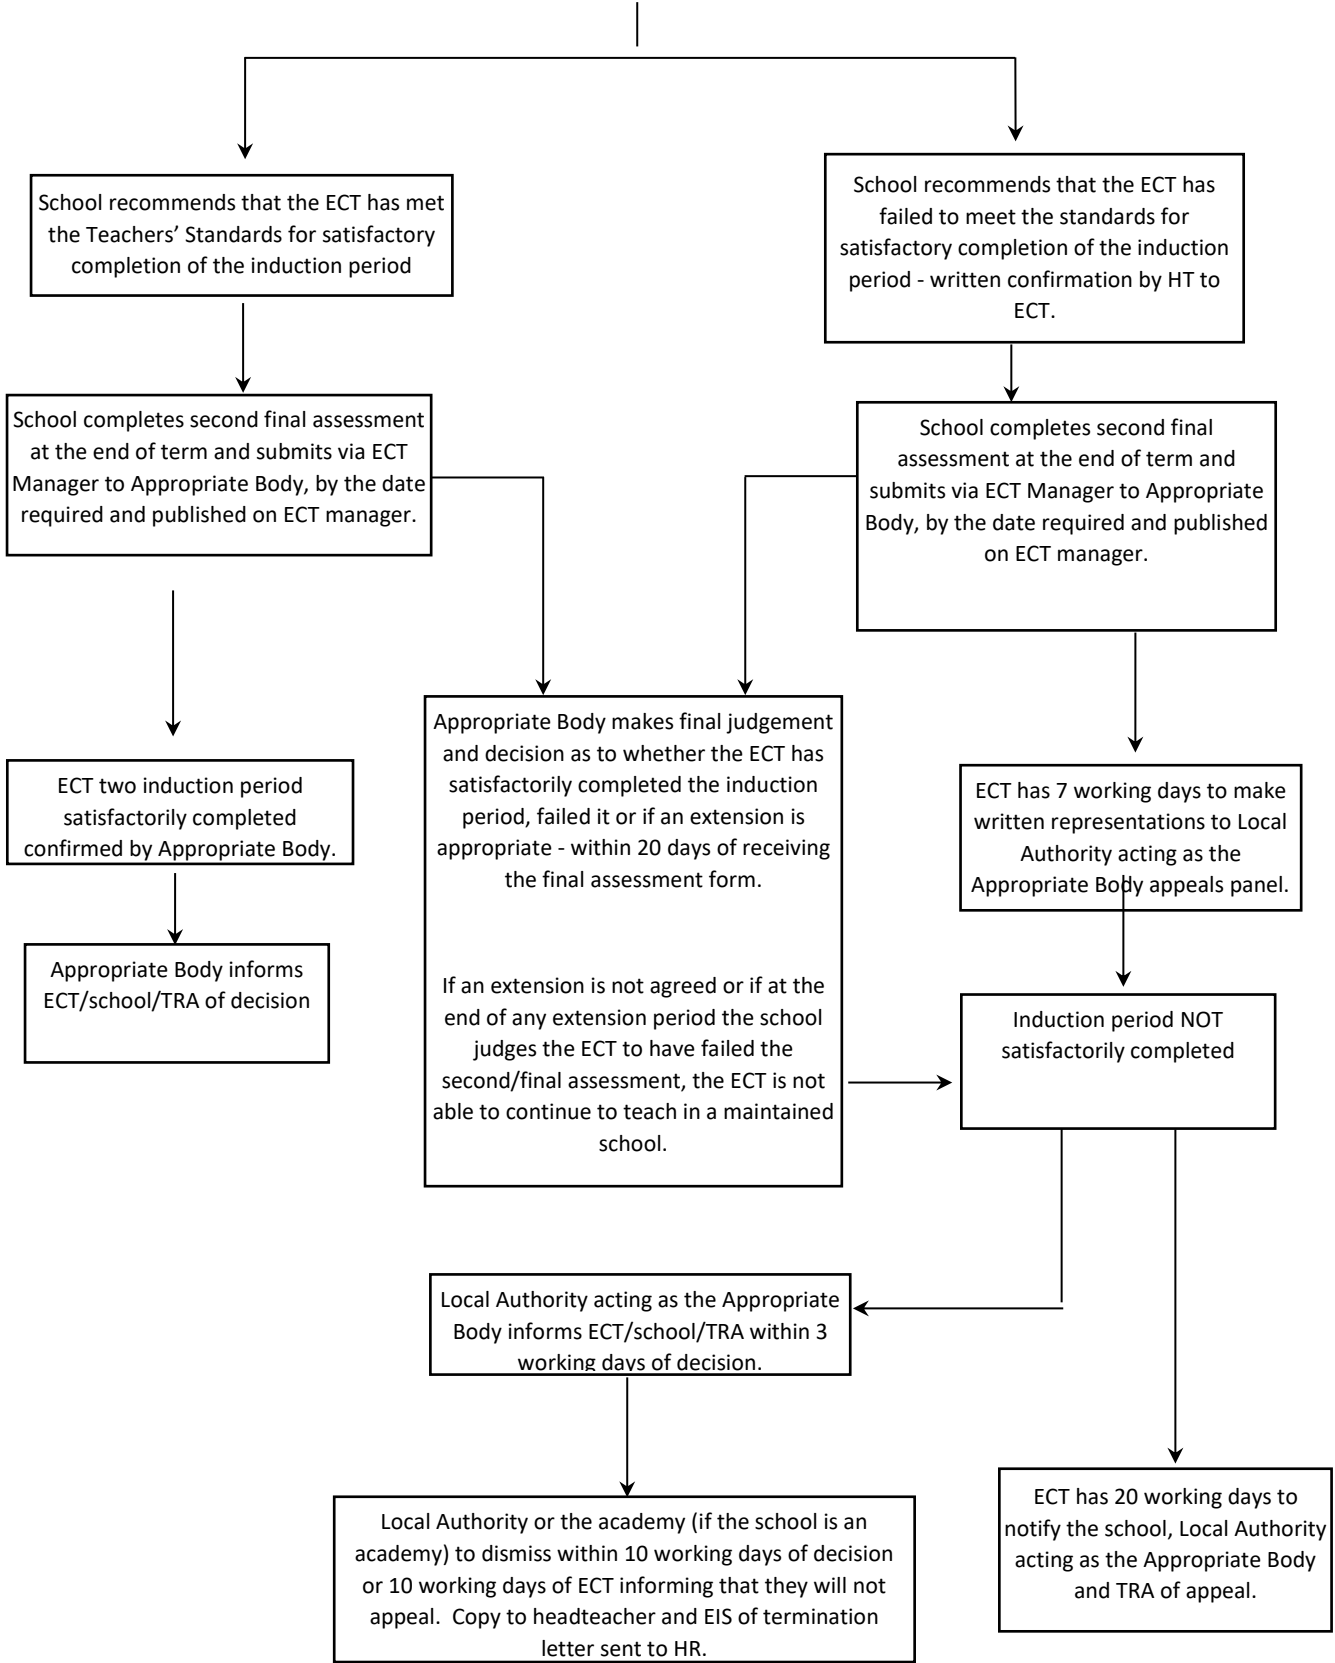 School recommends that the ECT has met
the Teachers’ Standards for satisfactory
completion of the induction period
School recommends that the ECT has
failed to meet the standards for
satisfactory completion of the induction
period - written confirmation by HT to
ECT.
School completes second final assessment
at the end of term and submits via ECT
Manager to Appropriate Body, by the date
required and published on ECT manager.
School completes second final
assessment at the end of term and
submits via ECT Manager to Appropriate
Body, by the date required and published
on ECT manager.
Appropriate Body makes final judgement
and decision as to whether the ECT has
satisfactorily completed the induction
period, failed it or if an extension is
appropriate - within 20 days of receiving
the final assessment form.
If an extension is not agreed or if at the
end of any extension period the school
judges the ECT to have failed the
second/final assessment, the ECT is not
able to continue to teach in a maintained
school.
ECT two induction period
satisfactorily completed
confirmed by Appropriate Body.
ECT has 7 working days to make
written representations to Local
Authority acting as the
Appropriate Body appeals panel.
Appropriate Body informs
ECT/school/TRA of decision
Induction period NOT
satisfactorily completed
Local Authority acting as the Appropriate
Body informs ECT/school/TRA within 3
working days of decision.
ECT has 20 working days to
notify the school, Local Authority
acting as the Appropriate Body
and TRA of appeal.
Local Authority or the academy (if the school is an
academy) to dismiss within 10 working days of decision
or 10 working days of ECT informing that they will not
appeal.  Copy to headteacher and EIS of termination
letter sent to HR.